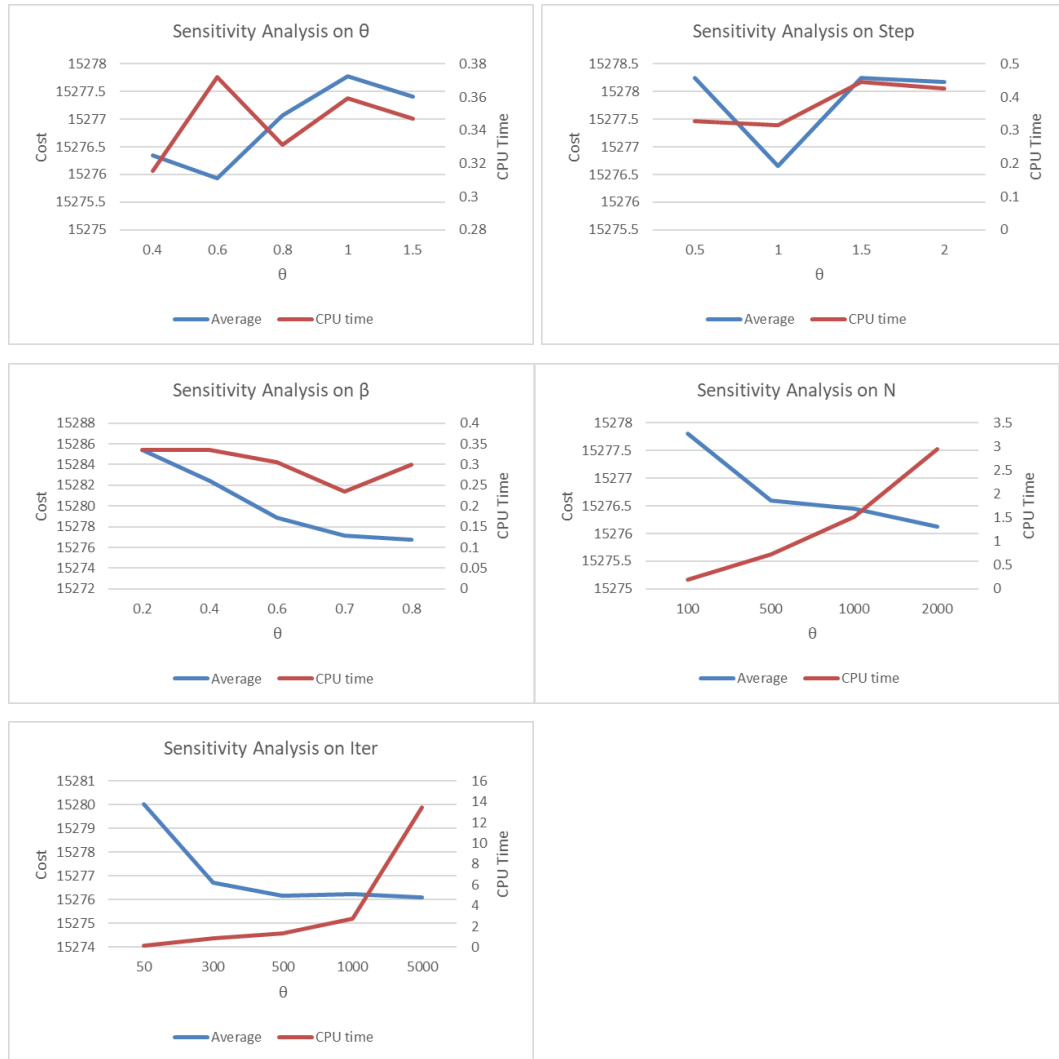 Sensitivity Analysis on θ
15278
15277.5
15277
15276.5
15276
15275.5
15275
Cost
0.38
0.36
0.34
0.32
0.3
0.28
CPU Time
0.4 0.6 0.8 1 1.5
θ
Average CPU time
Sensitivity Analysis on Step
15278.5
15278
15277.5
15277
15276.5
15276
15275.5
Cost
0.5
0.4
0.3
0.2
0.1
0
CPU Time
0.5 1 1.5 2
θ
Average CPU time
Sensitivity Analysis on β
15288
15286
15284
15282
15280
15278
15276
15274
15272
Cost
0.4
0.35
0.3
0.25
0.2
0.15
0.1
0.05
0
CPU Time
0.2 0.4 0.6 0.7 0.8
θ
Average CPU time
Sensitivity Analysis on N
15278
15277.5
15277
15276.5
15276
15275.5
15275
Cost
3.5
3
2.5
2
1.5
1
0.5
0
CPU Time
100 500 1000 2000
θ
Average CPU time
Sensitivity Analysis on Iter
15281
15280
15279
15278
15277
15276
15275
15274
Cost
16
14
12
10
8
6
4
2
0
CPU Time
50 300 500 1000 5000
θ
Average CPU time